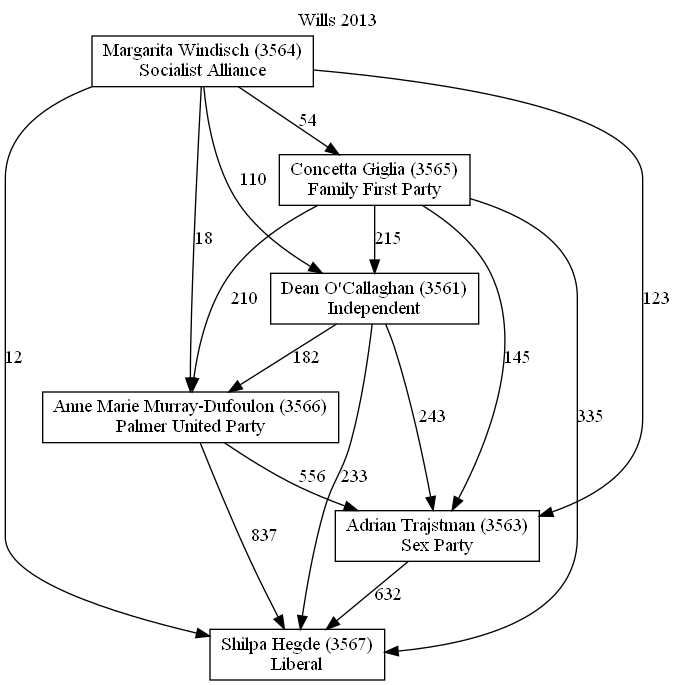 Wills 2013
Margarita Windisch (3564)
Socialist Alliance
54
Concetta Giglia (3565)
Family First Party
110
18
215
210
Dean O'Callaghan (3561)
Independent
123
12
182
145
335
Anne Marie Murray-Dufoulon (3566)
Palmer United Party
243
556
233
837
Adrian Trajstman (3563)
Sex Party
632
Shilpa Hegde (3567)
Liberal